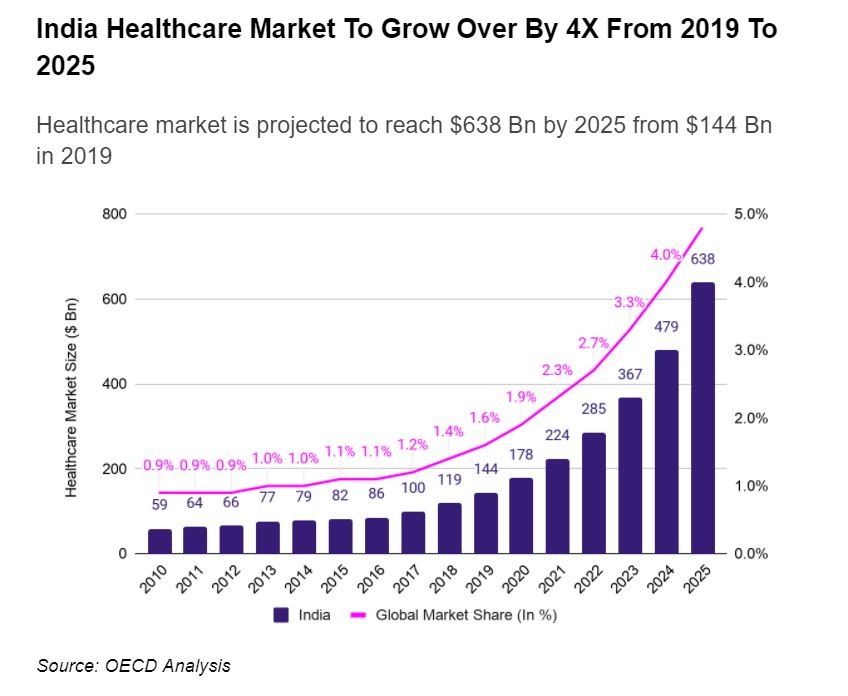 India Healthcare Market To Grow Over By 4X From 2019 To
2025
Healthcare market is projected to reach $638 Bn by 2025 from $144 Bn
in 2019
Healthcare Market Size ($ Bn)
800
600
400
200
0
5.0%
4.0%
3.0%
2.0%
1.0%
0.0%
0.9% 0.9% 0.9% 1.0% 1.0% 1.1% 1.1% 1.2% 1.4% 1.6% 1.9% 2.3% 2.7% 3.3% 4.0%
59 64 66 77 79 82 86 100 119 144 178 224 285 367 479 638
2010 2011 2012 2013 2014 2015 2016 2017 2018 2019 2020 2021 2022 2023 2024 2025
India Global Market Share (In %)
Source: OECD Analysis